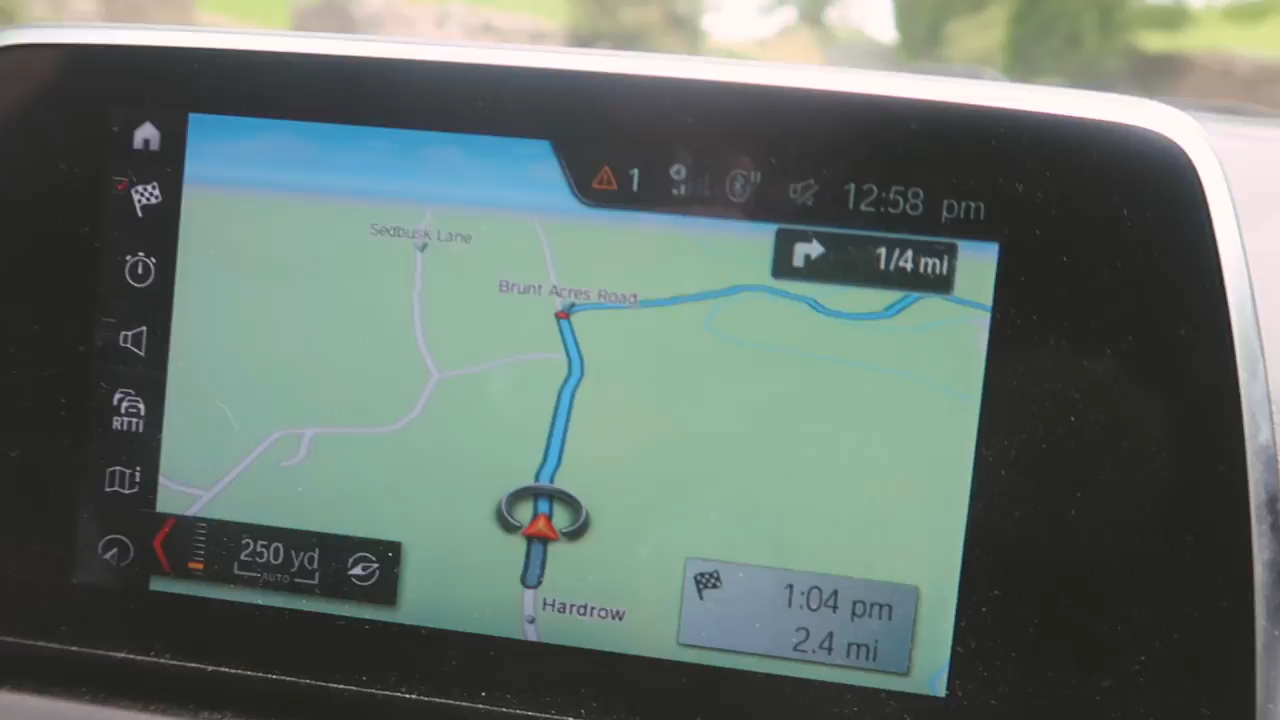 1
12:58 pm
Sedbusk Lane
1/4 mi
Brunt Acres Road
RTTI
250 yd
AUTO
1:04 pm
Hardrow
2.4 mi